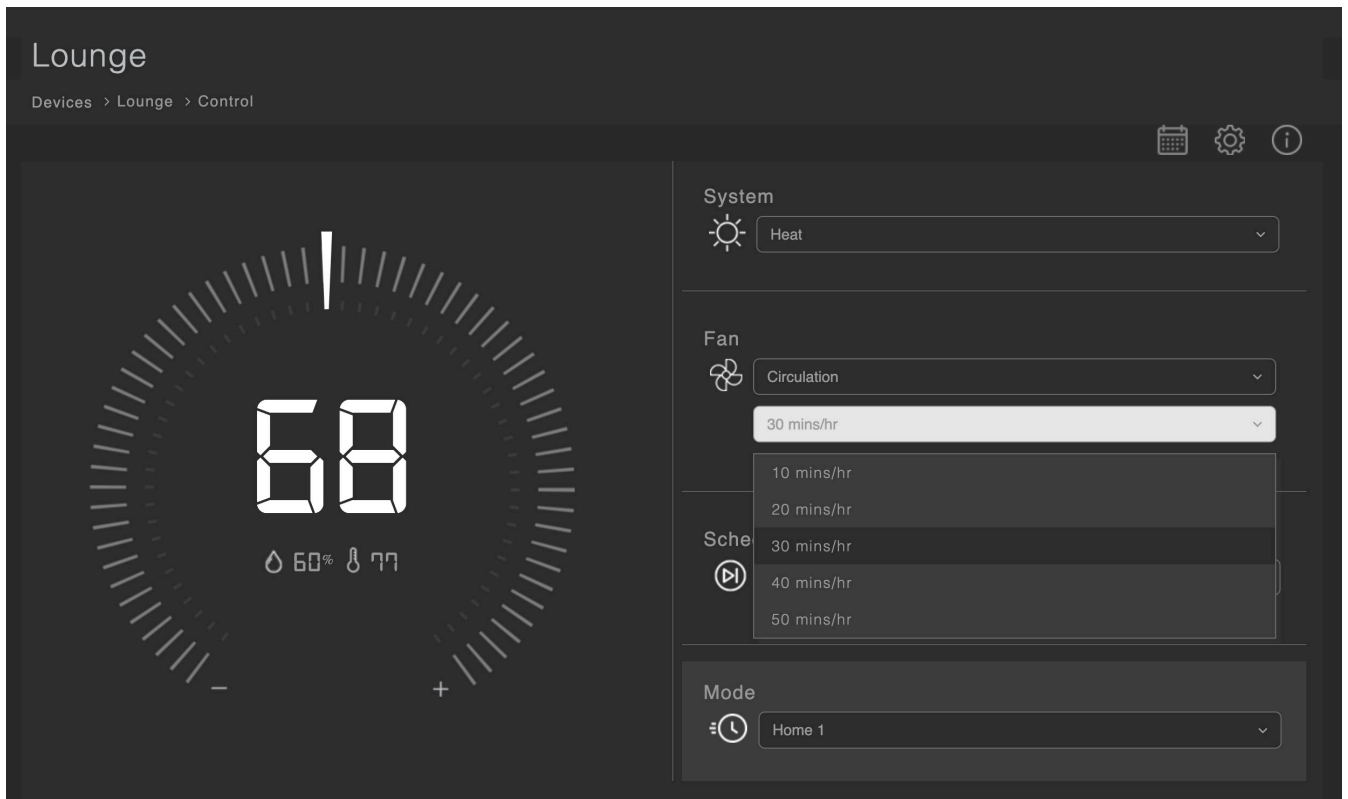 Lounge
Devices > Lounge > Control
68
60% 77
− +
System
Heat
Fan
Circulation
30 mins/hr
10 mins/hr
20 mins/hr
30 mins/hr
40 mins/hr
50 mins/hr
Sche
Mode
Home 1